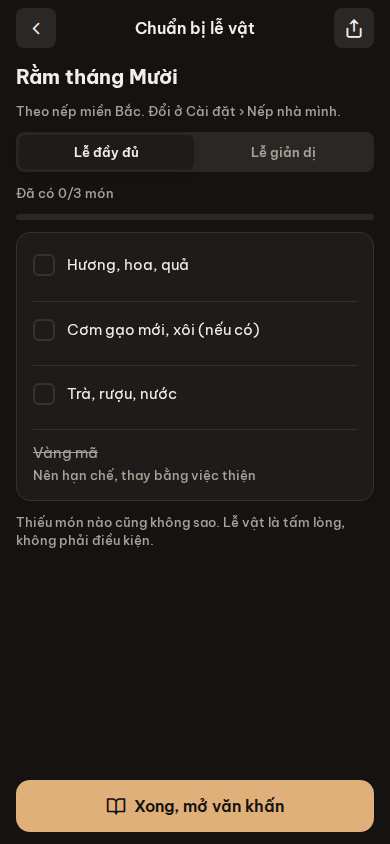 Chuẩn bị lễ vật
Rằm tháng Mười
Theo nếp miền Bắc. Đổi ở Cài đặt › Nếp nhà mình.
Lễ đầy đủ
Lễ giản dị
Đã có 0/3 món
Hương, hoa, quả
Cơm gạo mới, xôi (nếu có)
Trà, rượu, nước
Vàng mã
Nên hạn chế, thay bằng việc thiện
Thiếu món nào cũng không sao. Lễ vật là tấm lòng,
không phải điều kiện.
Xong, mở văn khấn